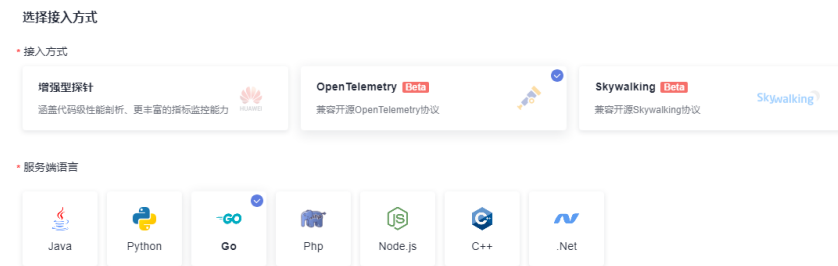 选择接入方式
* 接入方式
增强型探针
涵盖代码级性能剖析、更丰富的指标监控能力
HUAWEI
OpenTelemetry Beta
兼容开源OpenTelemetry协议
Skywalking Beta
兼容开源Skywalking协议
Skywalking
* 服务端语言
Java
Python
GO
Go
php
Php
JS
Node.js
C++
.Net